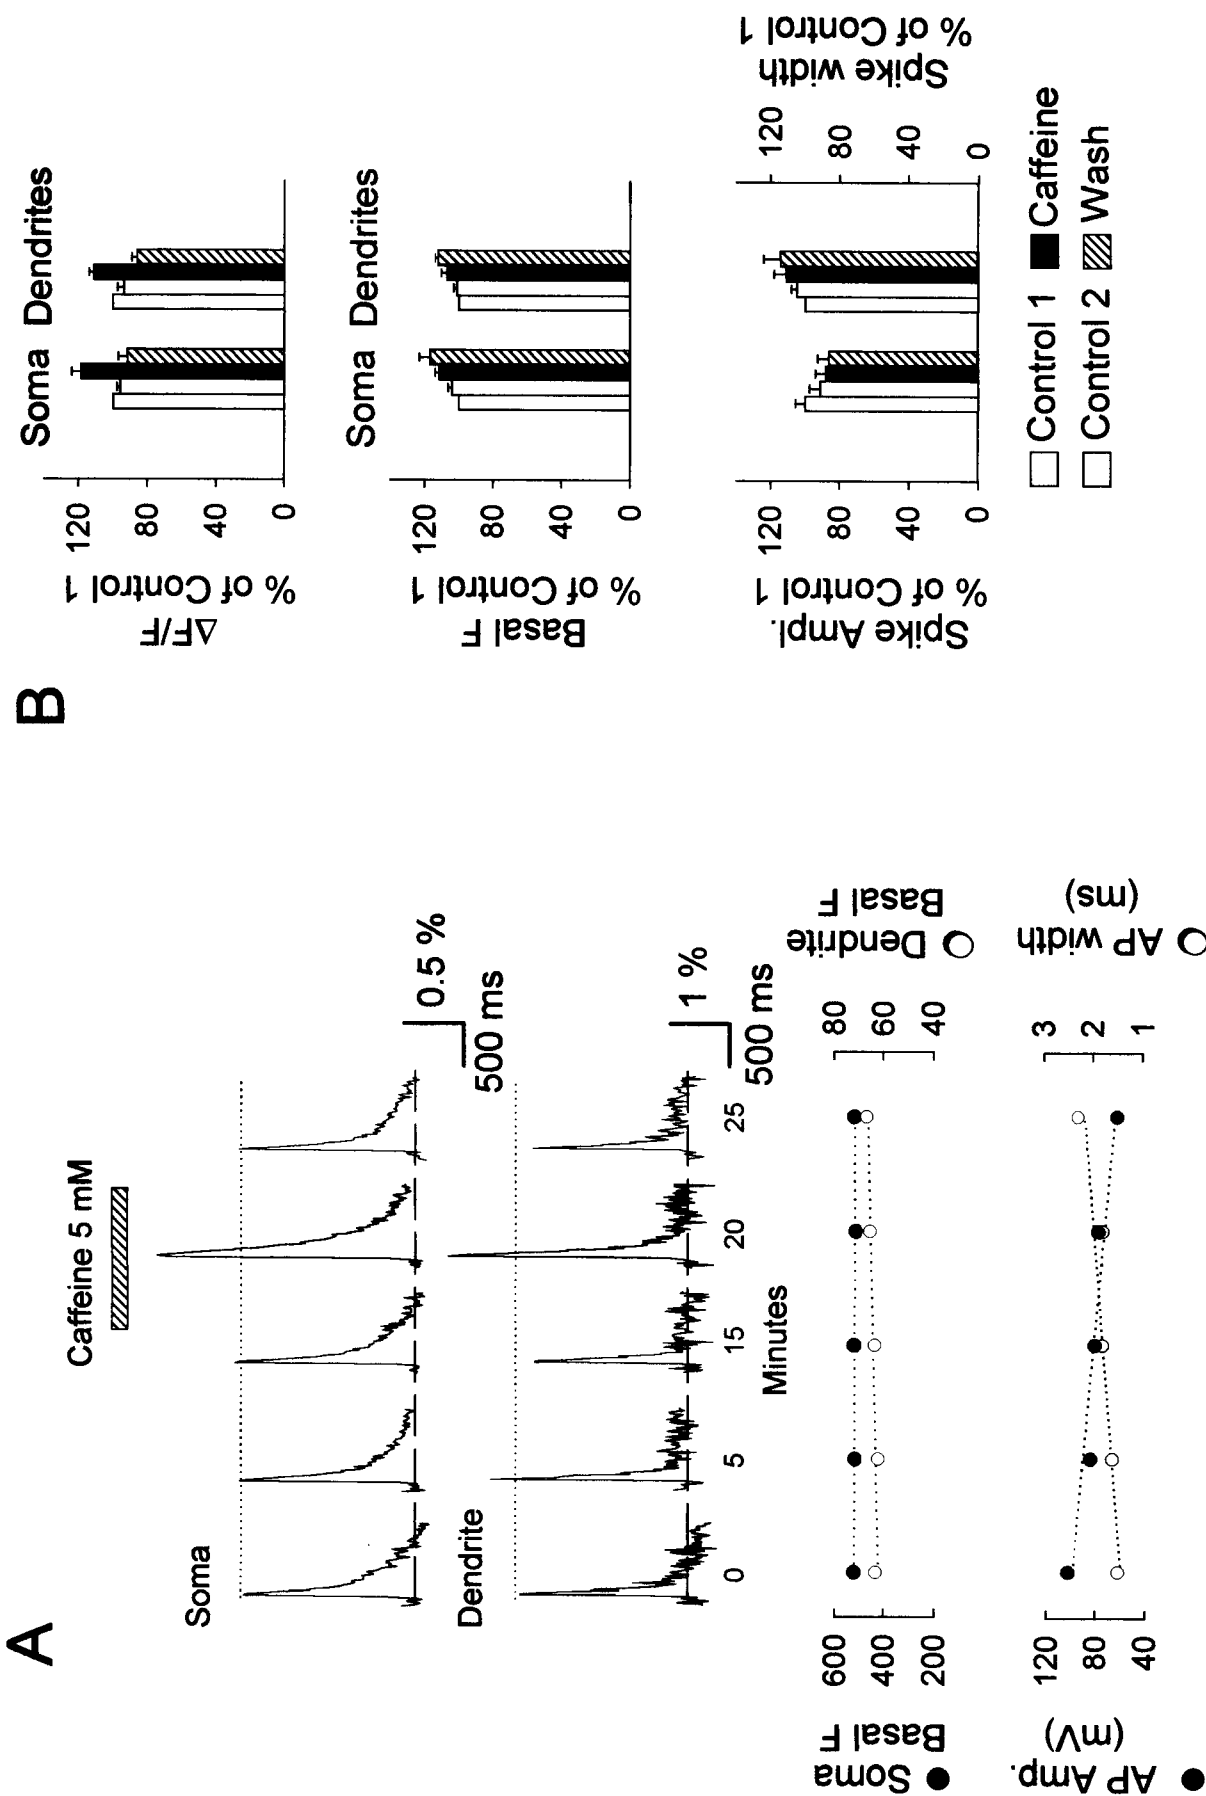 A
Caffeine 5 mM
Soma
0.5 %
500 ms
Dendrite
1 %
500 ms
0 5 15 20 25
Minutes
● Soma
Basal F
600
400
200
80
60
40
○ Dendrite
Basal F
● AP Amp.
(mV)
120
80
40
3
2
1
○ AP width
(ms)
B
Soma Dendrites
ΔF/F
% of Control 1
120
80
40
0
Soma Dendrites
Basal F
% of Control 1
120
80
40
0
Spike Ampl.
% of Control 1
120
80
40
0
120
80
40
0
Spike width
% of Control 1
Control 1 Caffeine
Control 2 Wash